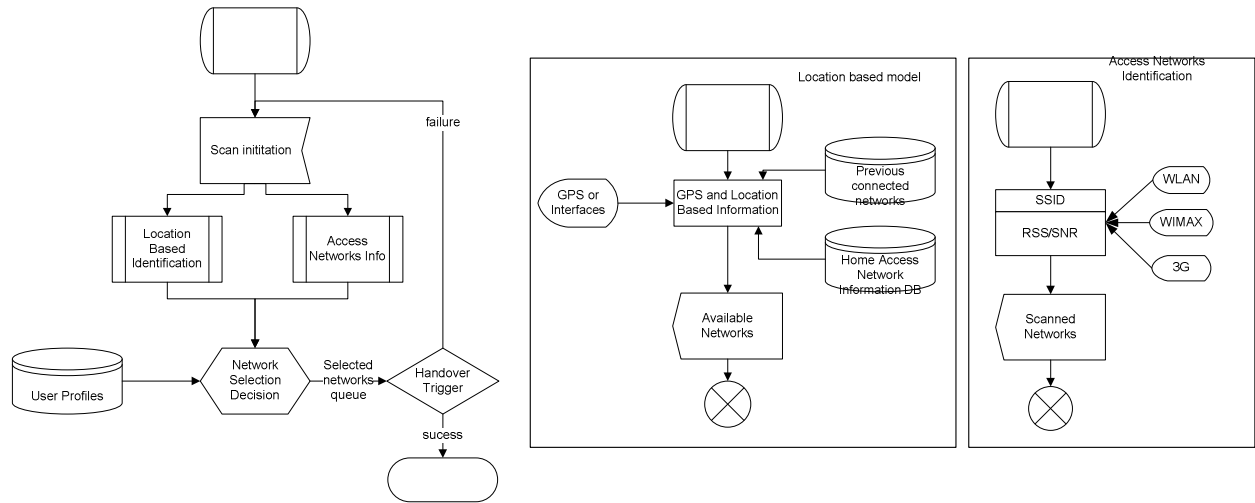 failure
Scan inititation
Location
Based
Identification
Access
Networks Info
User Profiles
Network
Selection
Decision
Selected
networks
queue
Handover
Trigger
sucess
Location based model
GPS or
Interfaces
GPS and Location
Based Information
Previous
connected
networks
Home Access
Network
Information DB
Available
Networks
Access Networks
Identification
SSID
RSS/SNR
WLAN
WIMAX
3G
Scanned
Networks